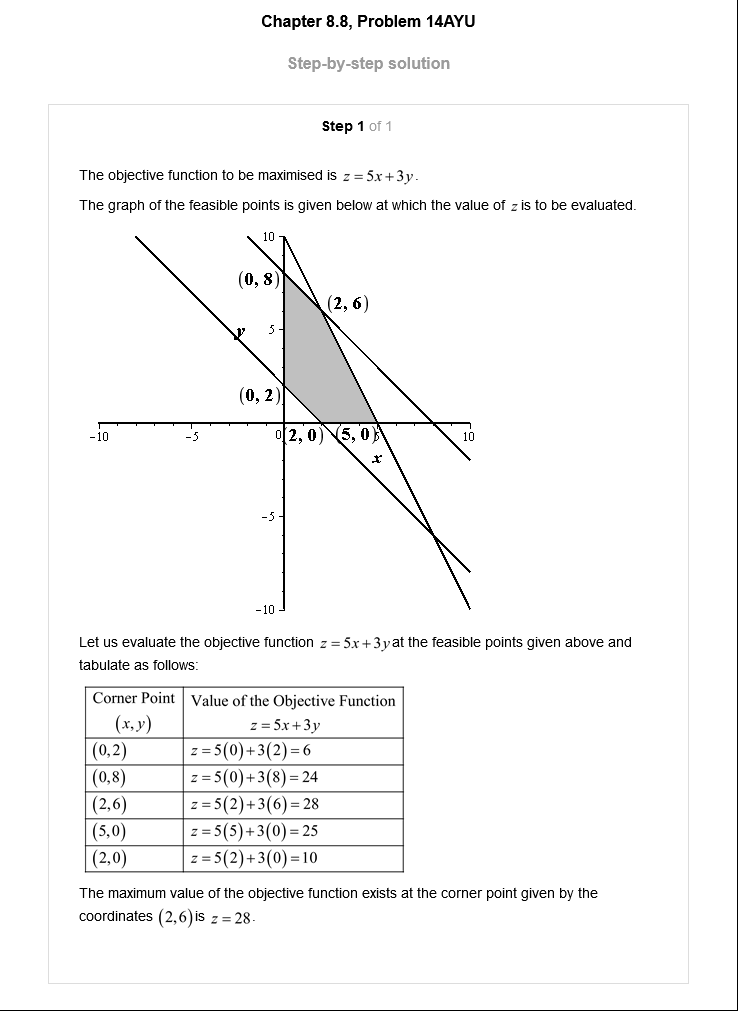 Chapter 8.8, Problem 14AYU
Step-by-step solution
Step 1 of 1
The objective function to be maximised is z = 5x + 3y.
The graph of the feasible points is given below at which the value of z is to be evaluated.
10
(0, 8)
(2, 6)
y
5
(0, 2)
-10
-5
0
(2, 0)
(5, 0)
10
x
-5
-10
Let us evaluate the objective function z = 5x + 3y at the feasible points given above and
tabulate as follows:
Corner Point Value of the Objective Function
(x, y) z = 5x + 3y
(0,2) z = 5(0)+3(2) = 6
(0,8) z = 5(0)+3(8) = 24
(2,6) z = 5(2)+3(6) = 28
(5,0) z = 5(5)+3(0) = 25
(2,0) z = 5(2)+3(0) = 10
The maximum value of the objective function exists at the corner point given by the
coordinates (2,6) is z = 28.